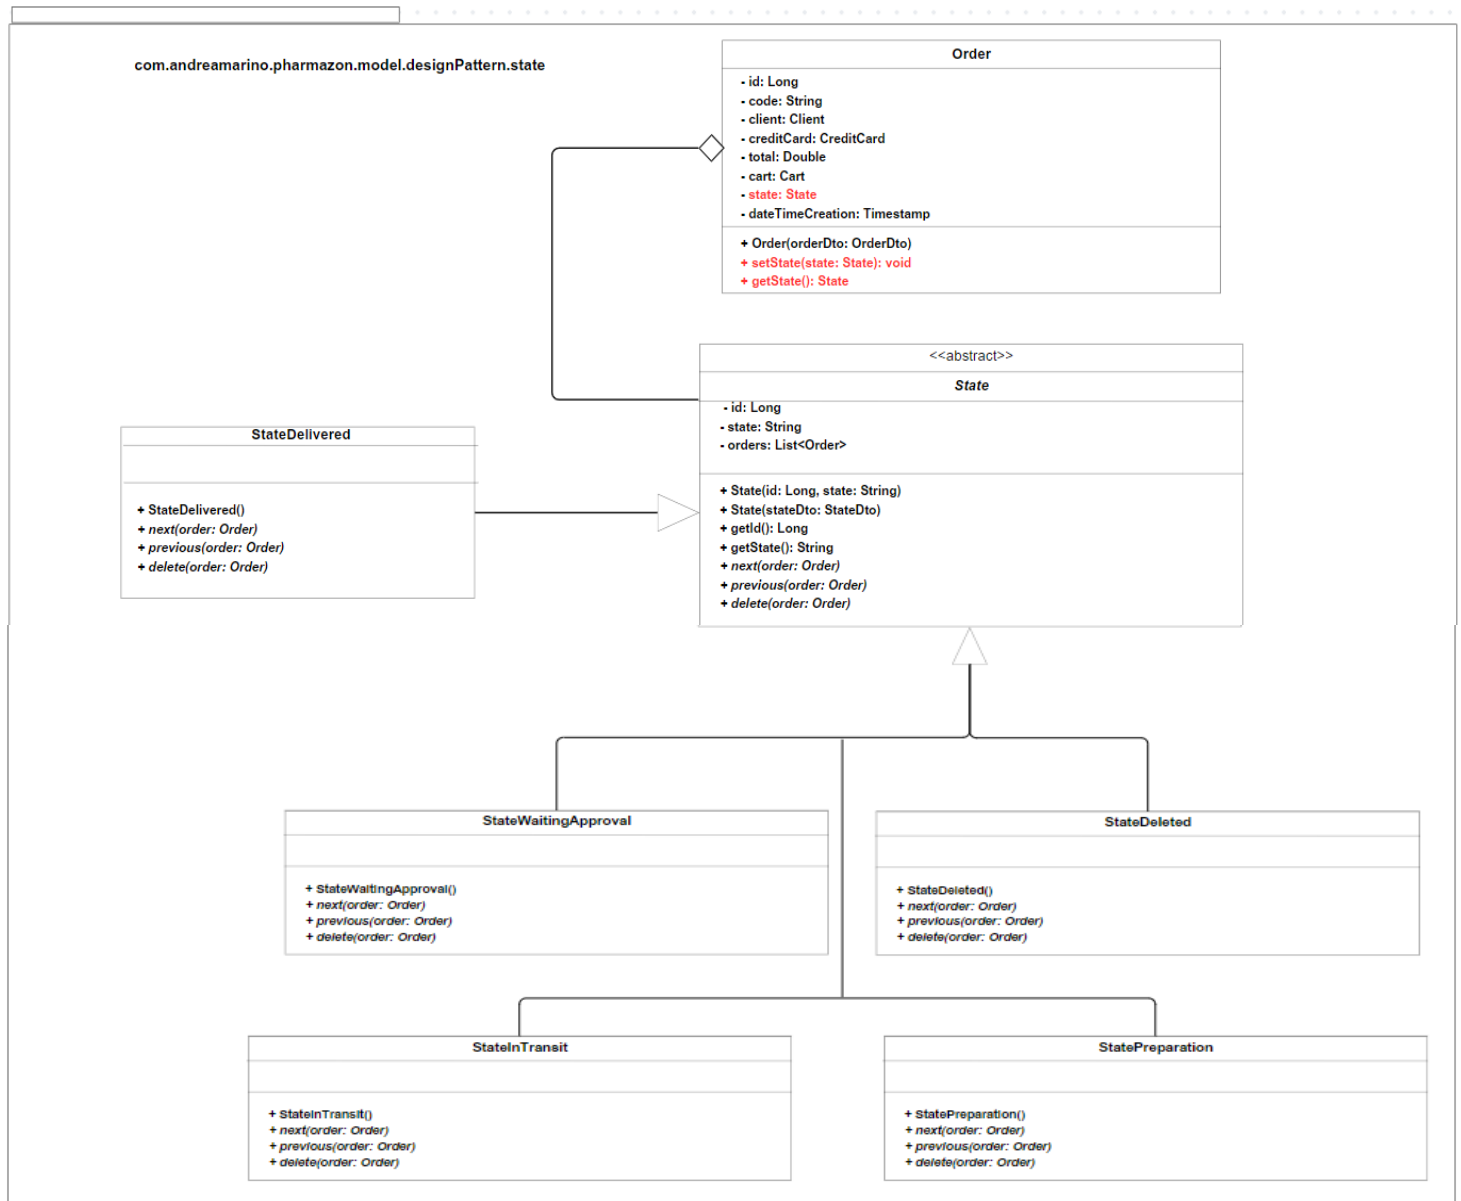 com.andreamarino.pharmazon.model.designPattern.state
Order
- id: Long
- code: String
- client: Client
- creditCard: CreditCard
- total: Double
- cart: Cart
- state: State
- dateTimeCreation: Timestamp
+ Order(orderDto: OrderDto)
+ setState(state: State): void
+ getState(): State
<<abstract>>
State
- id: Long
- state: String
- orders: List<Order>
+ State(id: Long, state: String)
+ State(stateDto: StateDto)
+ getId(): Long
+ getState(): String
+ next(order: Order)
+ previous(order: Order)
+ delete(order: Order)
StateDelivered
+ StateDelivered()
+ next(order: Order)
+ previous(order: Order)
+ delete(order: Order)
StateWaitingApproval
+ StateWaitingApproval()
+ next(order: Order)
+ previous(order: Order)
+ delete(order: Order)
StateDeleted
+ StateDeleted()
+ next(order: Order)
+ previous(order: Order)
+ delete(order: Order)
StateInTransit
+ StateInTransit()
+ next(order: Order)
+ previous(order: Order)
+ delete(order: Order)
StatePreparation
+ StatePreparation()
+ next(order: Order)
+ previous(order: Order)
+ delete(order: Order)